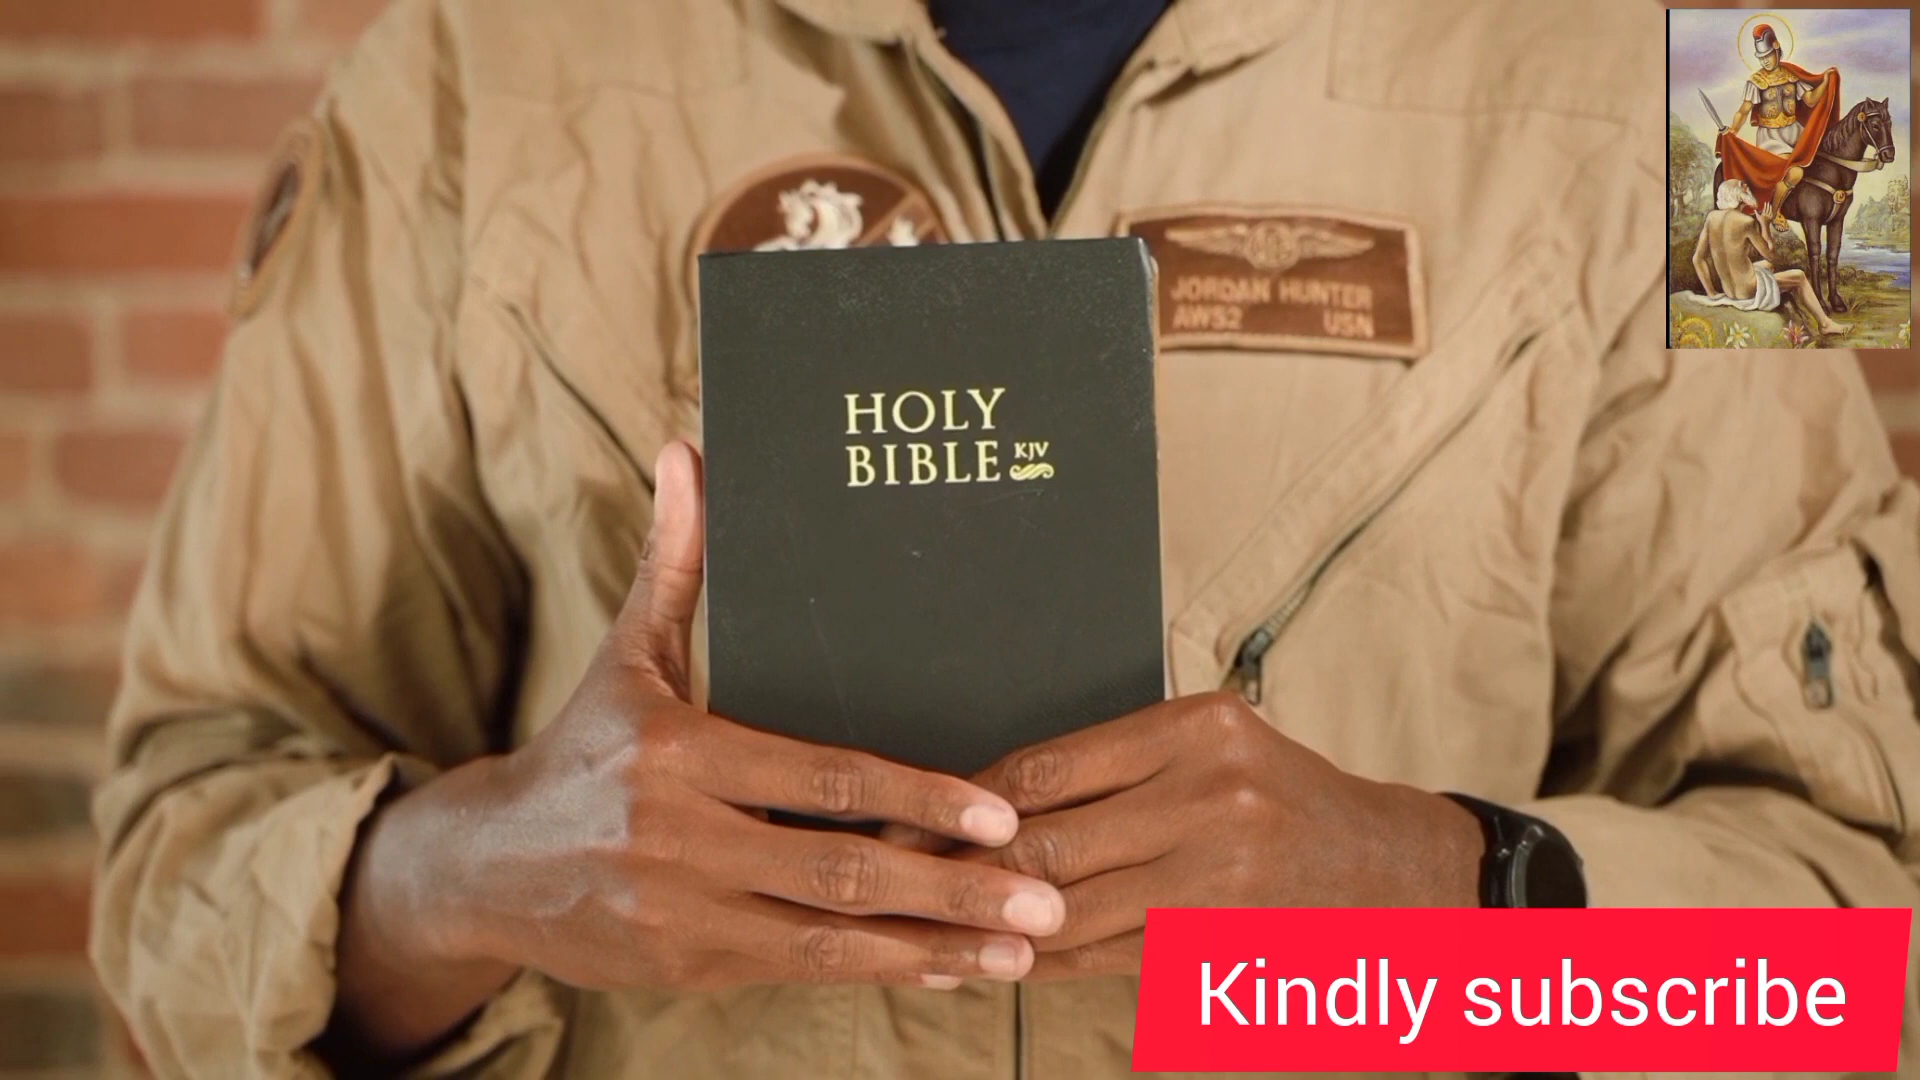 HOLY
BIBLE KJV
JORDAN HUNTER
AWS2 USN
Kindly subscribe